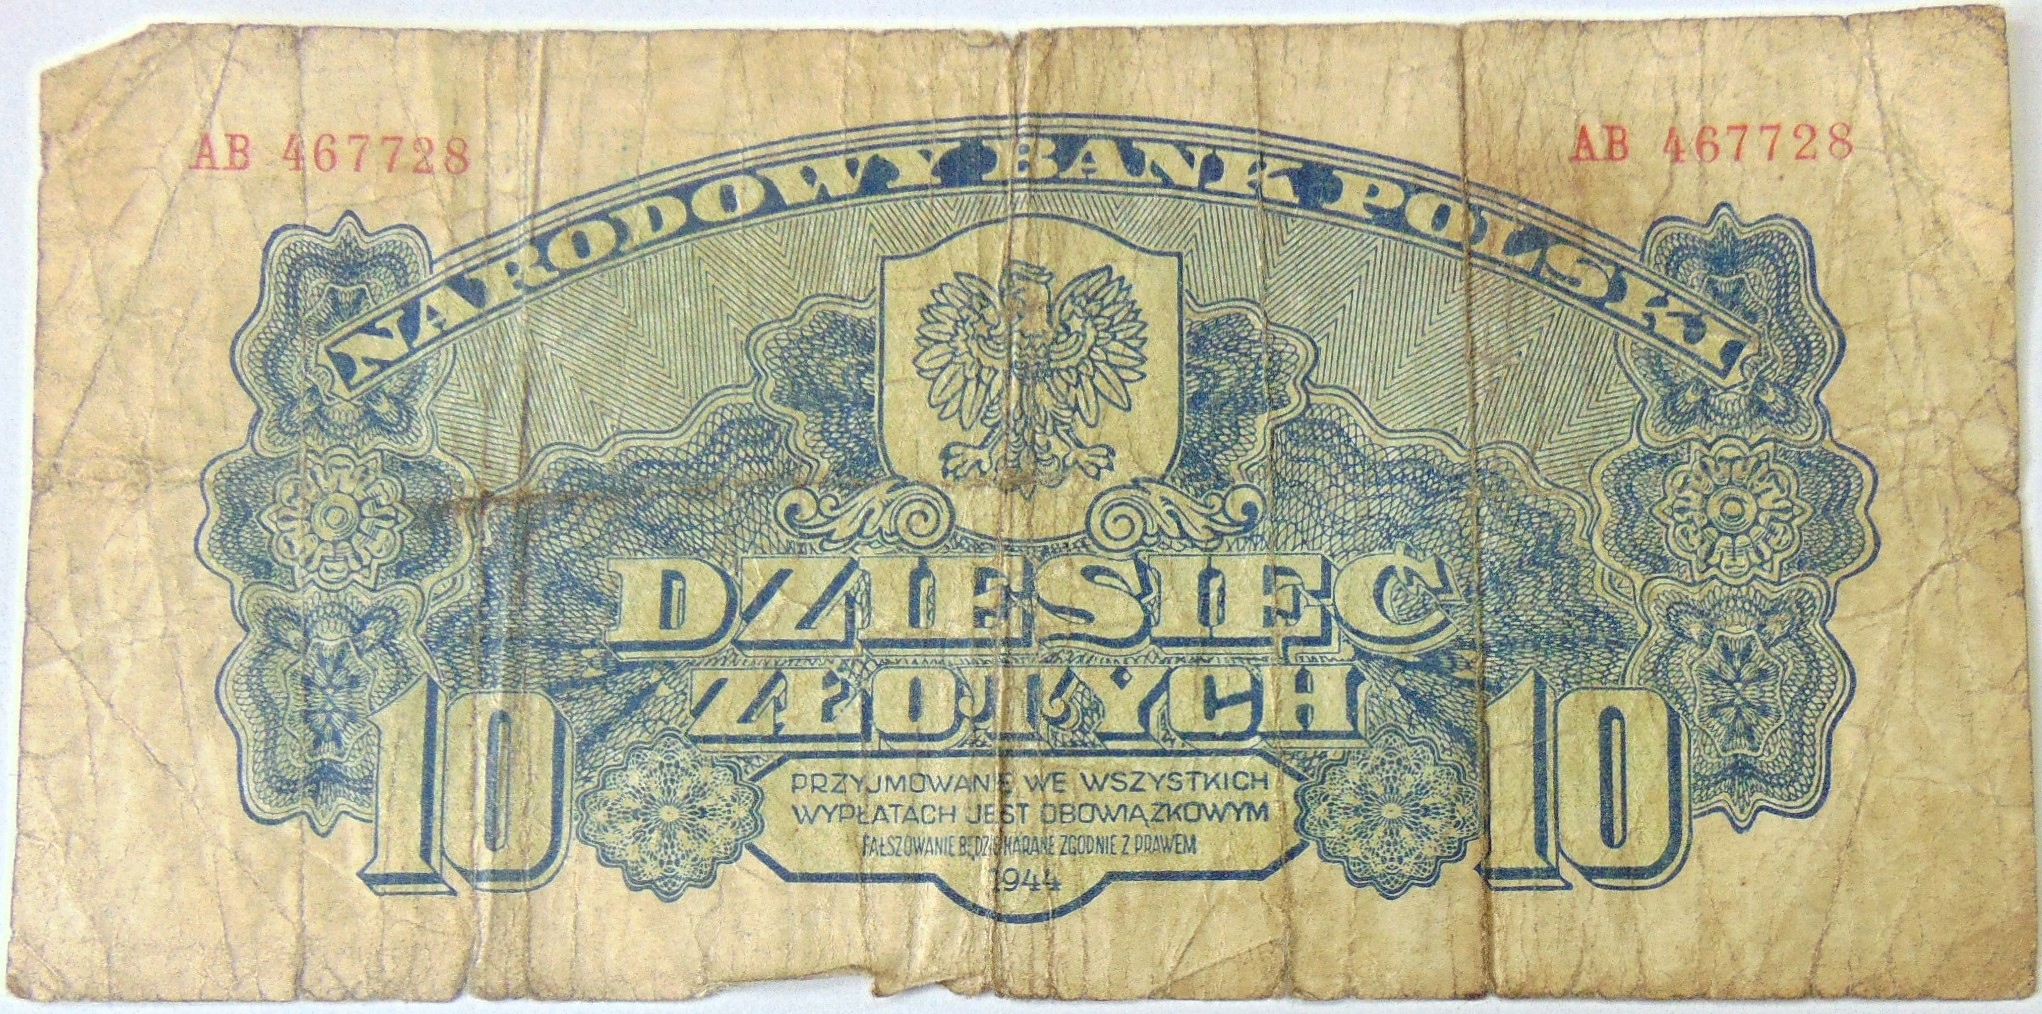 AB 467728
AB 467728
NARODOWY BANK POLSKI
DZIESIĘĆ
ZŁOTYCH
10
10
PRZYJMOWANIE WE WSZYSTKICH
WYPŁATACH JEST OBOWIĄZKOWYM
FAŁSZOWANIE BĘDZIE KARANE ZGODNIE Z PRAWEM
1944